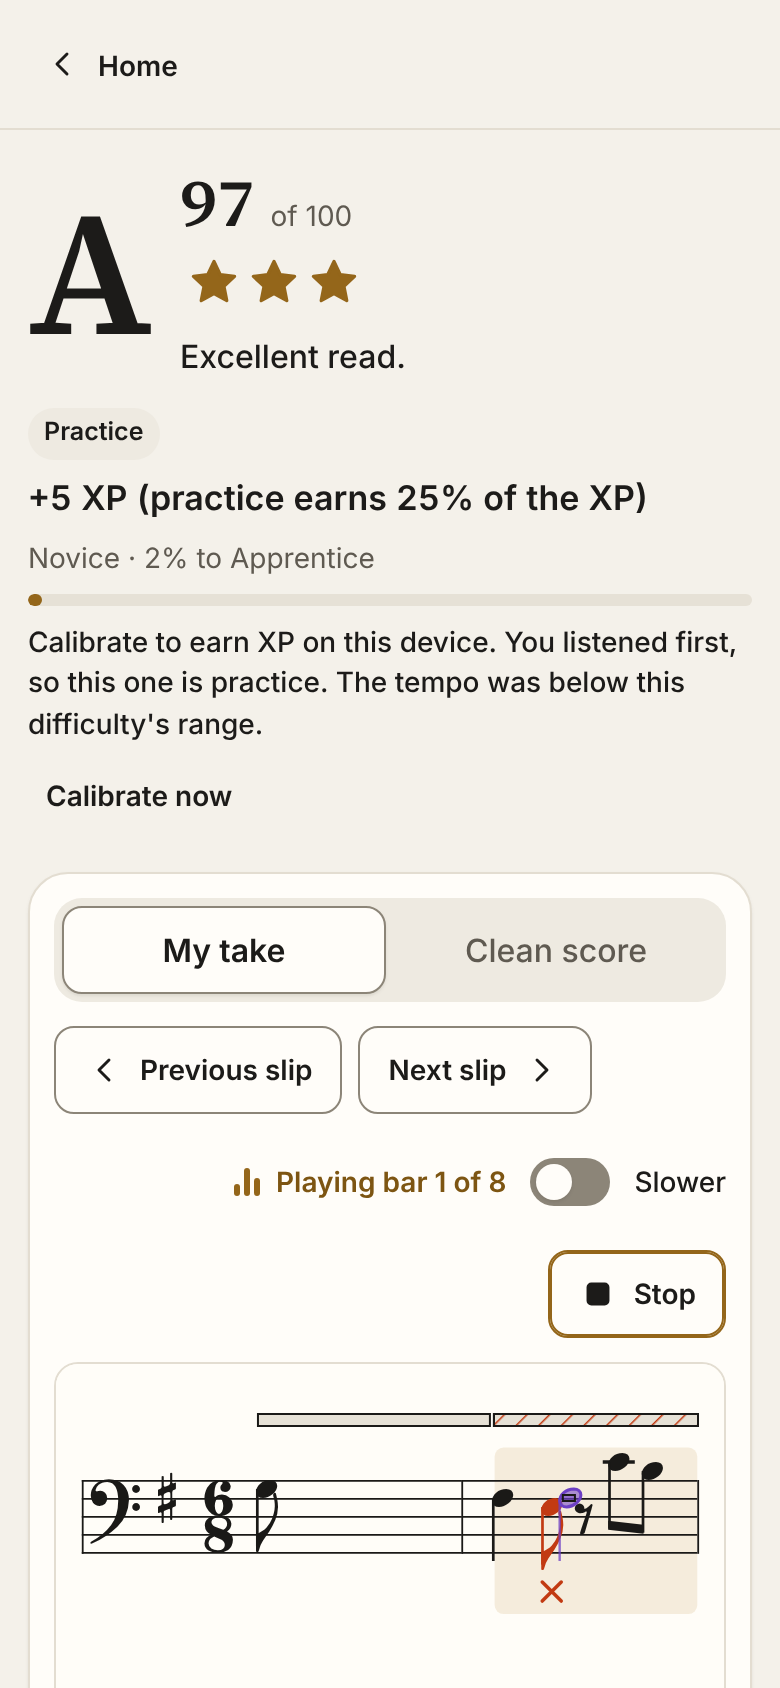 Home
A
97 of 100
Excellent read.
Practice
+5 XP (practice earns 25% of the XP)
Novice · 2% to Apprentice
Calibrate to earn XP on this device. You listened first,
so this one is practice. The tempo was below this
difficulty's range.
Calibrate now
My take
Clean score
Previous slip
Next slip
Playing bar 1 of 8
Slower
Stop
6
8